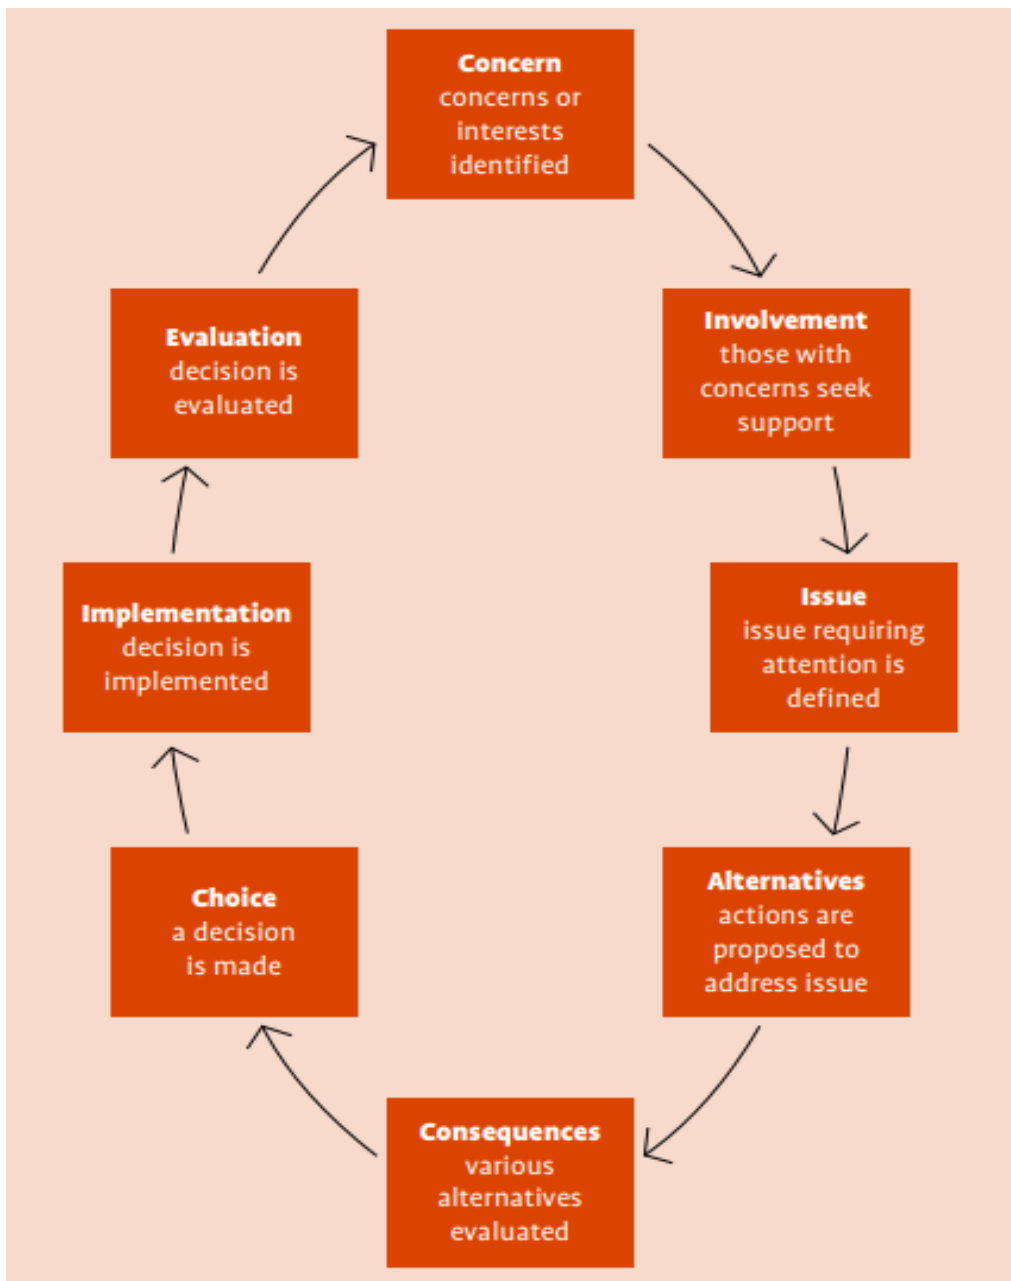 Concern
concerns or
interests
identified
Involvement
those with
concerns seek
support
Issue
issue requiring
attention is
defined
Alternatives
actions are
proposed to
address issue
Consequences
various
alternatives
evaluated
Choice
a decision
is made
Implementation
decision is
implemented
Evaluation
decision is
evaluated